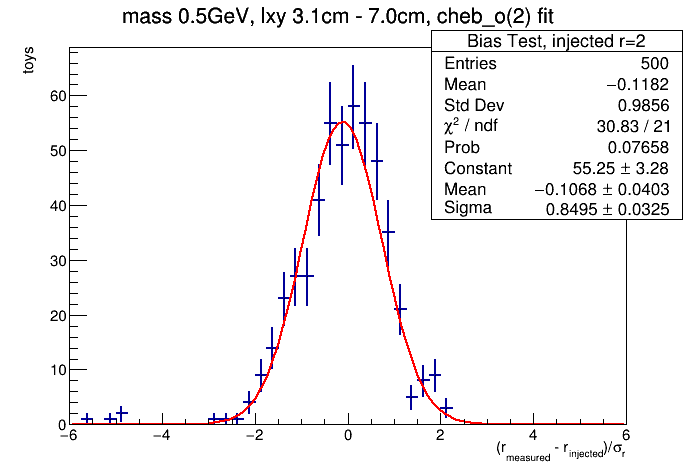 mass 0.5GeV, lxy 3.1cm - 7.0cm, cheb_o(2) fit
toys
Bias Test, injected r=2
Entries 500
Mean −0.1182
Std Dev 0.9856
χ² / ndf 30.83 / 21
Prob 0.07658
Constant 55.25 ± 3.28
Mean −0.1068 ± 0.0403
Sigma 0.8495 ± 0.0325
60
50
40
30
20
10
0
−6 −4 −2 0 2 4 6
(r_measured - r_injected)/σ_r